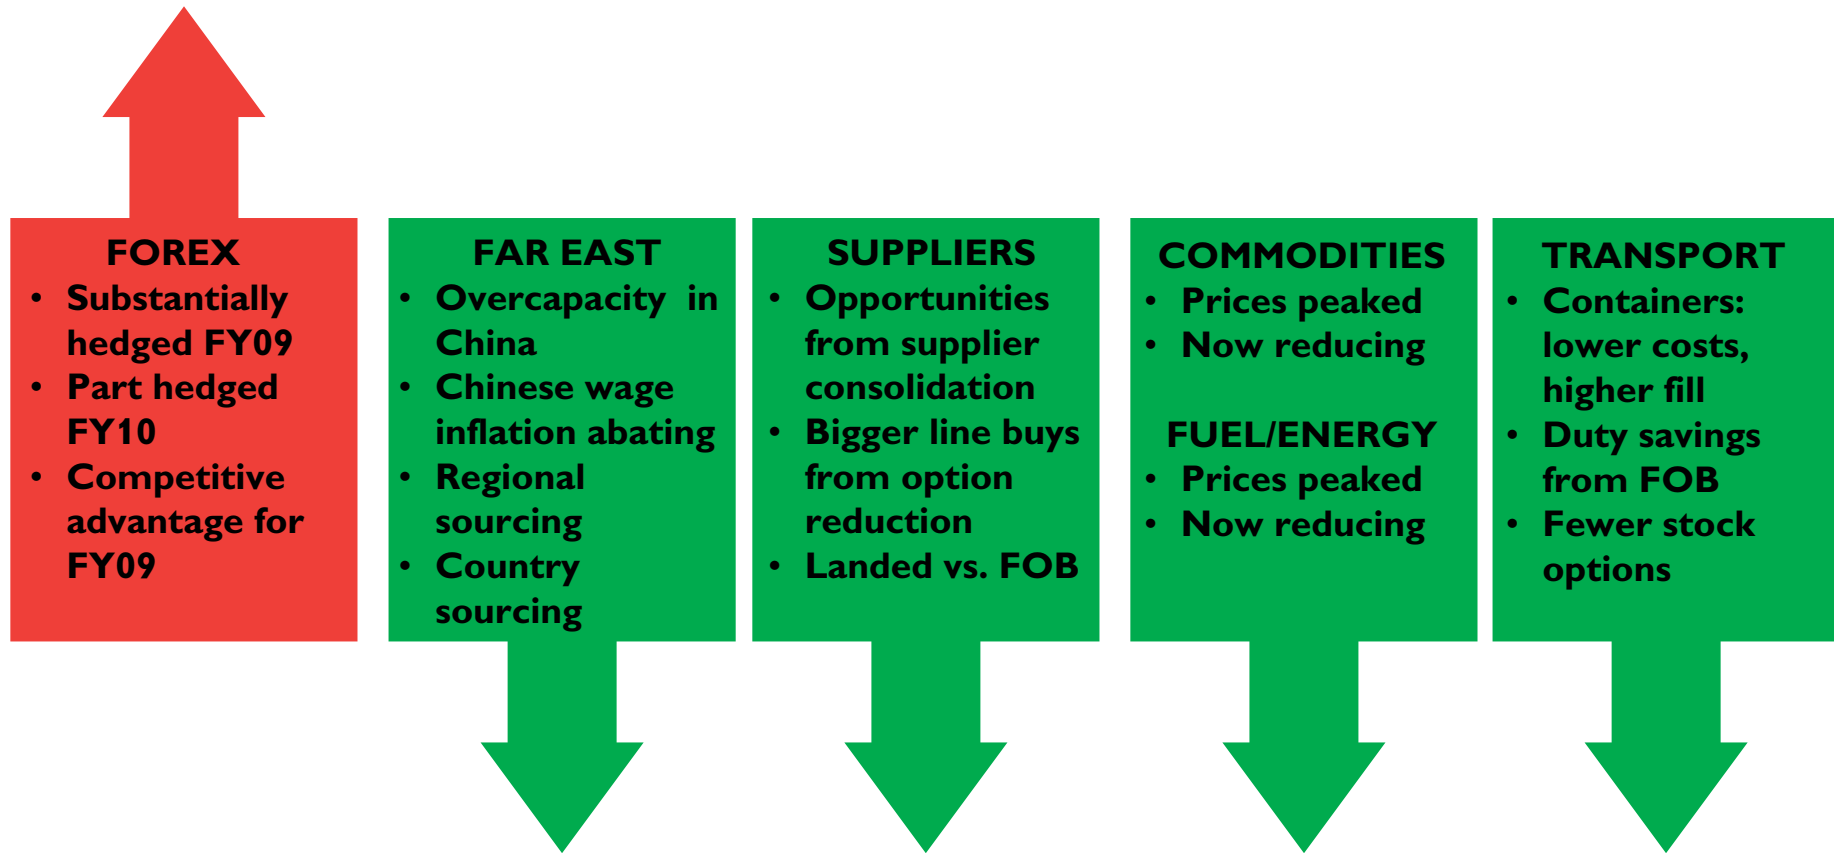 FOREX
• Substantially
hedged FY09
• Part hedged
FY10
• Competitive
advantage for
FY09
FAR EAST
• Overcapacity in
China
• Chinese wage
inflation abating
• Regional
sourcing
• Country
sourcing
SUPPLIERS
• Opportunities
from supplier
consolidation
• Bigger line buys
from option
reduction
• Landed vs. FOB
COMMODITIES
• Prices peaked
• Now reducing
FUEL/ENERGY
• Prices peaked
• Now reducing
TRANSPORT
• Containers:
lower costs,
higher fill
• Duty savings
from FOB
• Fewer stock
options